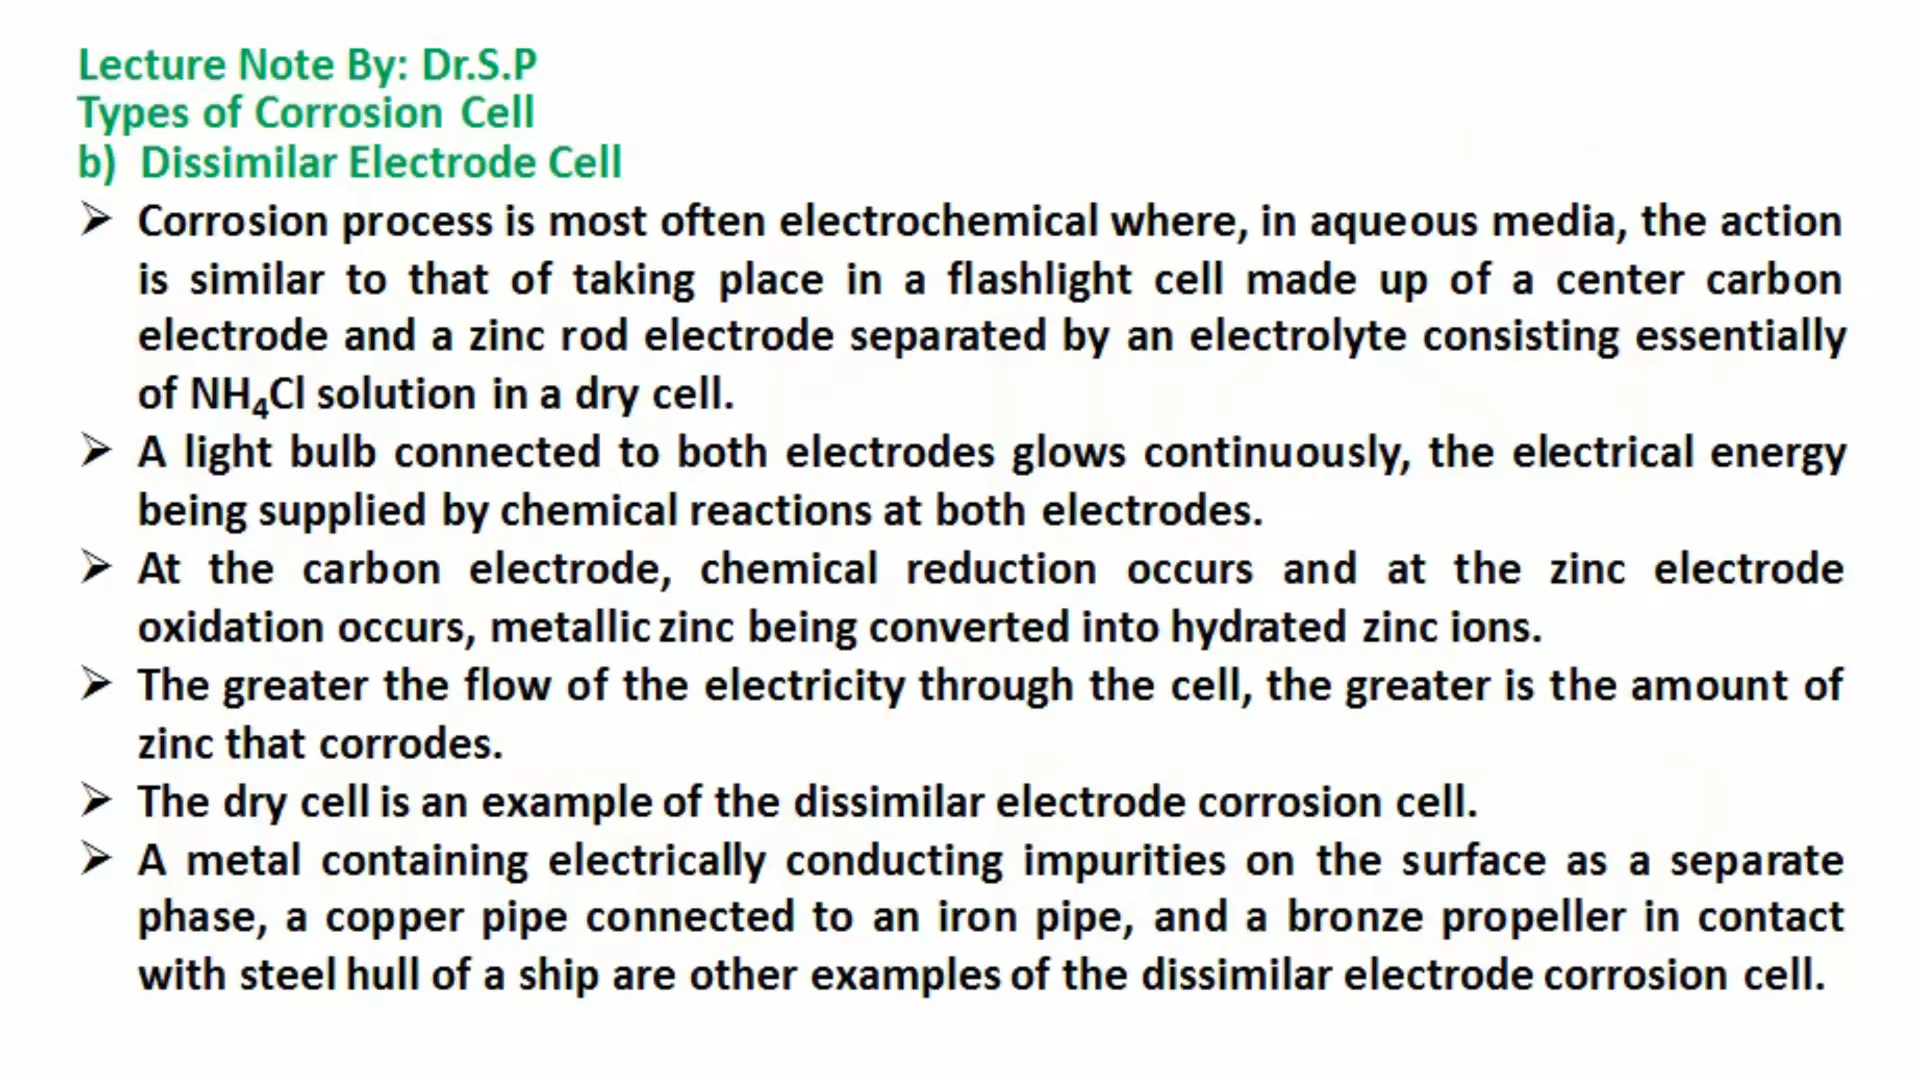 Lecture Note By: Dr.S.P
Types of Corrosion Cell
b) Dissimilar Electrode Cell
➢ Corrosion process is most often electrochemical where, in aqueous media, the action
is similar to that of taking place in a flashlight cell made up of a center carbon
electrode and a zinc rod electrode separated by an electrolyte consisting essentially
of NH₄Cl solution in a dry cell.
➢ A light bulb connected to both electrodes glows continuously, the electrical energy
being supplied by chemical reactions at both electrodes.
➢ At the carbon electrode, chemical reduction occurs and at the zinc electrode
oxidation occurs, metallic zinc being converted into hydrated zinc ions.
➢ The greater the flow of the electricity through the cell, the greater is the amount of
zinc that corrodes.
➢ The dry cell is an example of the dissimilar electrode corrosion cell.
➢ A metal containing electrically conducting impurities on the surface as a separate
phase, a copper pipe connected to an iron pipe, and a bronze propeller in contact
with steel hull of a ship are other examples of the dissimilar electrode corrosion cell.